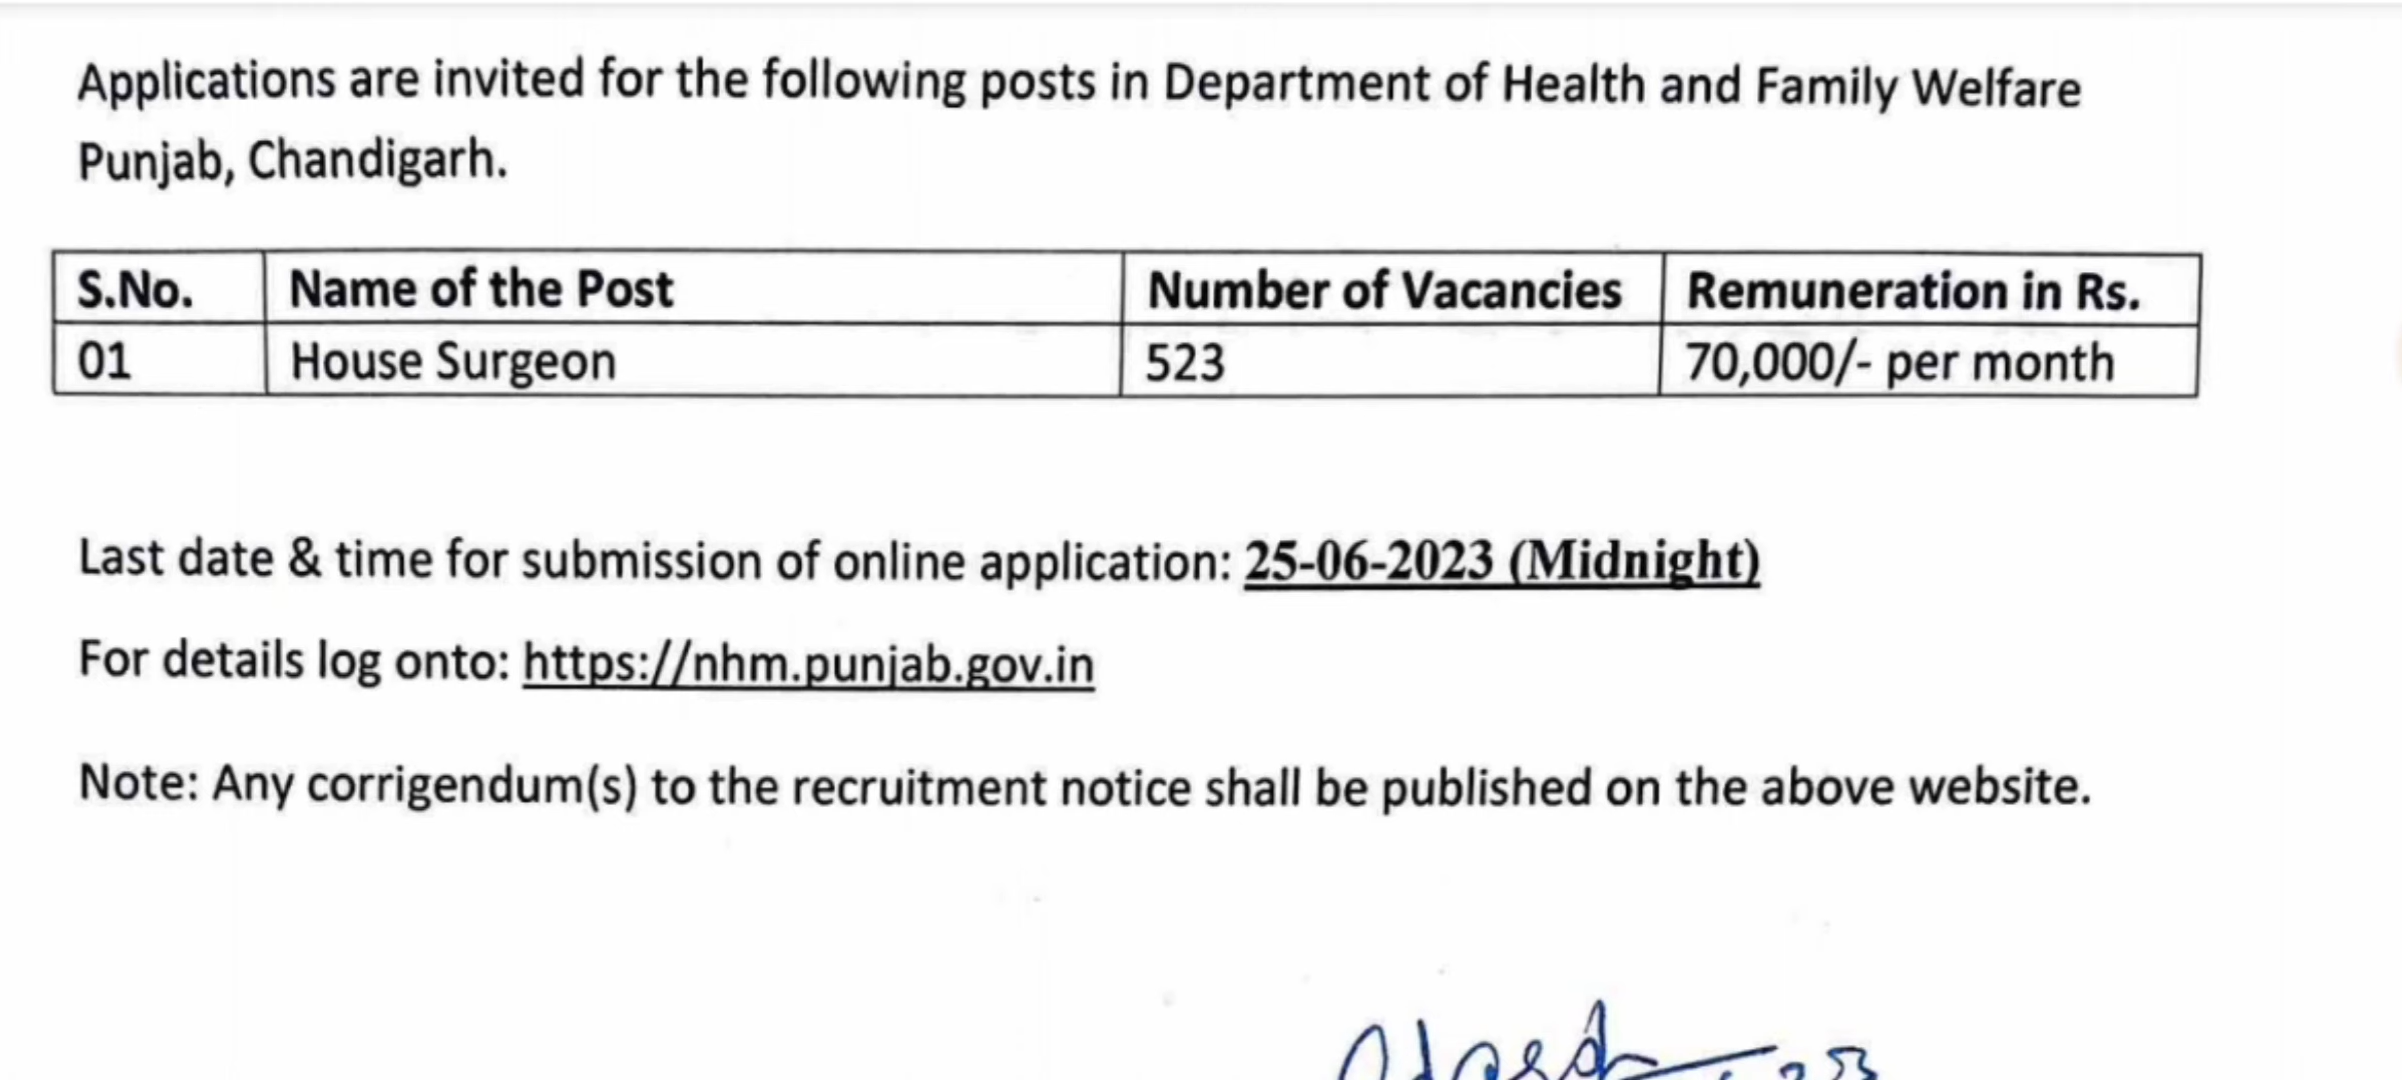 Applications are invited for the following posts in Department of Health and Family Welfare
Punjab, Chandigarh.
S.No. Name of the Post Number of Vacancies Remuneration in Rs.
01 House Surgeon 523 70,000/- per month
Last date & time for submission of online application: 25-06-2023 (Midnight)
For details log onto: https://nhm.punjab.gov.in
Note: Any corrigendum(s) to the recruitment notice shall be published on the above website.